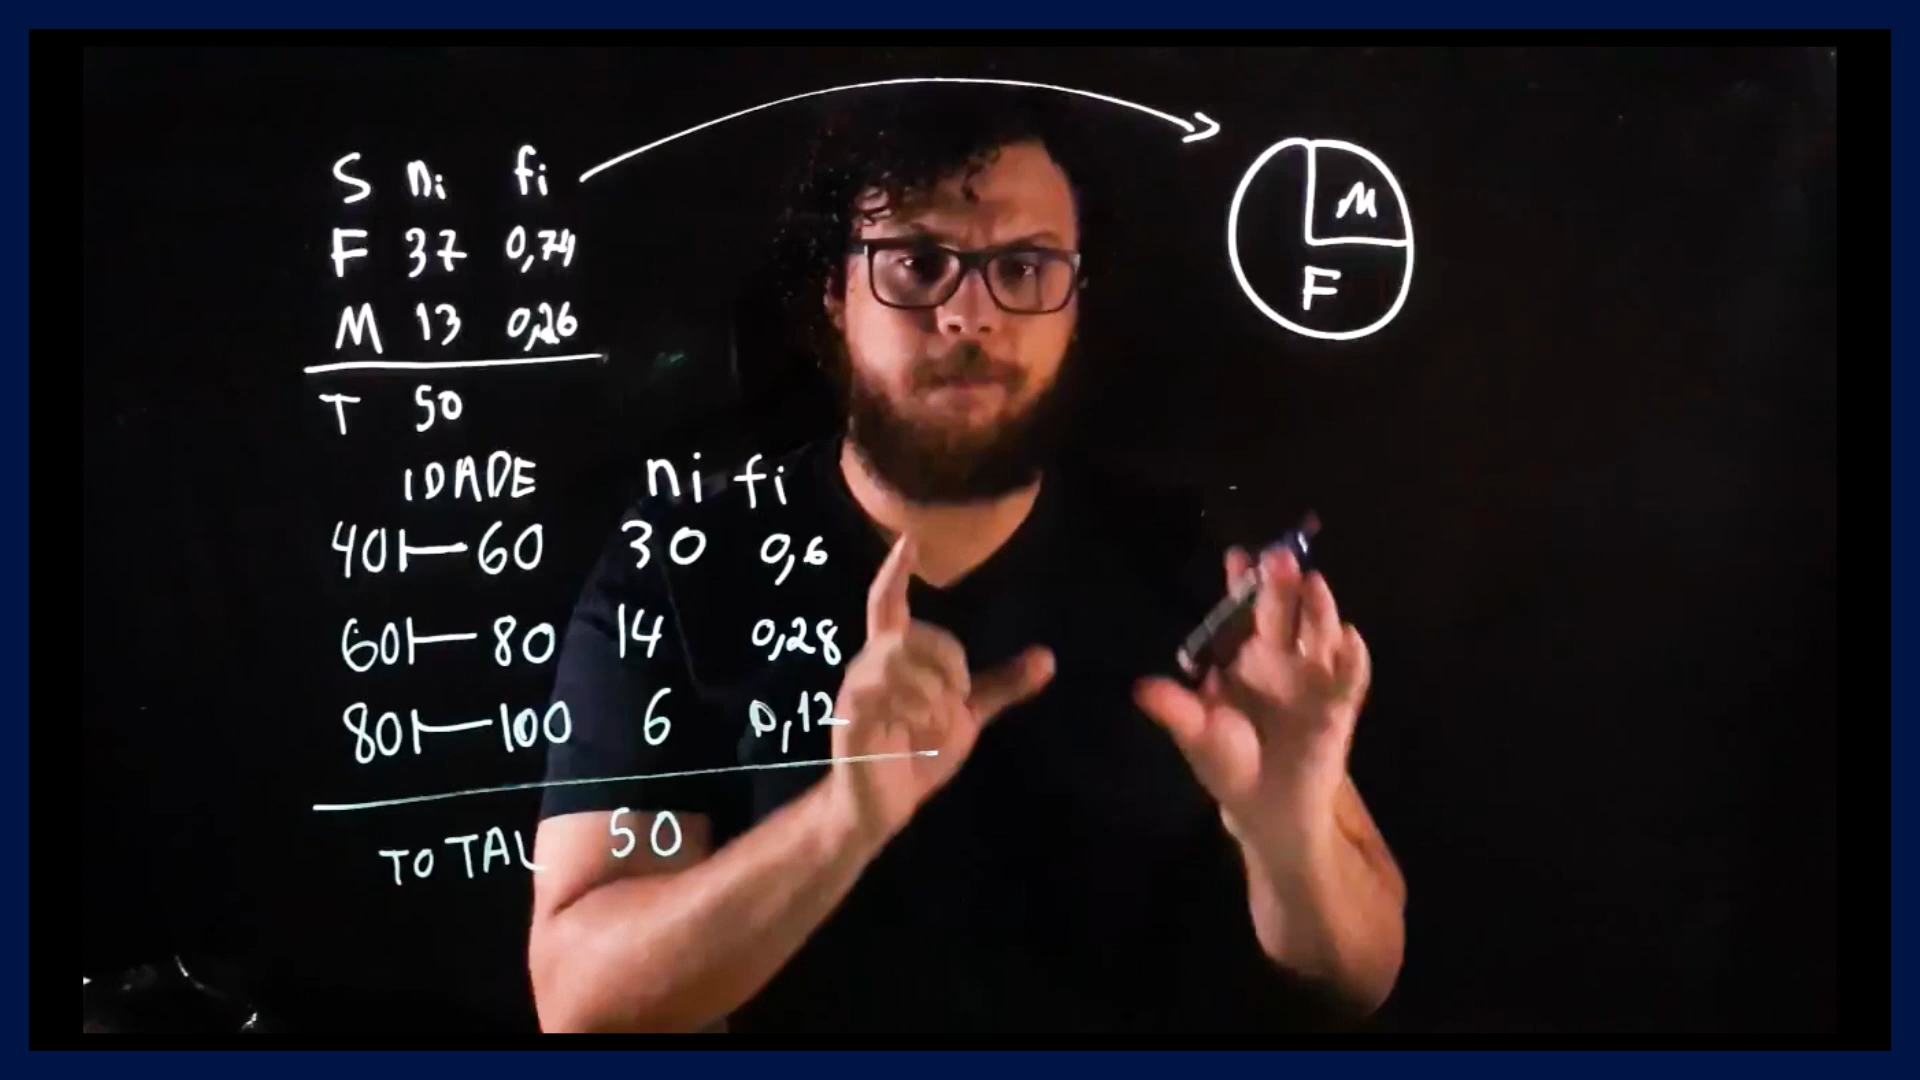 S ni fi
F 37 0,74
M 13 0,26
T 50
M
F
IDADE ni fi
40⊢60 30 0,6
60⊢80 14 0,28
80⊢100 6 0,12
TOTAL 50